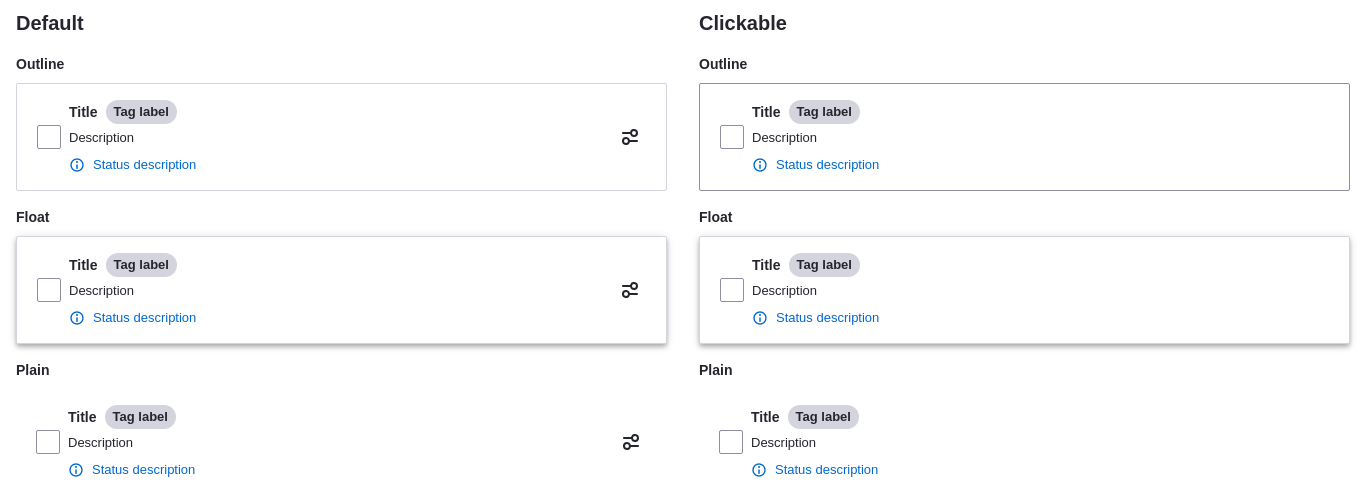 Default
Outline
Title Tag label
Description
Status description
Float
Title Tag label
Description
Status description
Plain
Title Tag label
Description
Status description
Clickable
Outline
Title Tag label
Description
Status description
Float
Title Tag label
Description
Status description
Plain
Title Tag label
Description
Status description